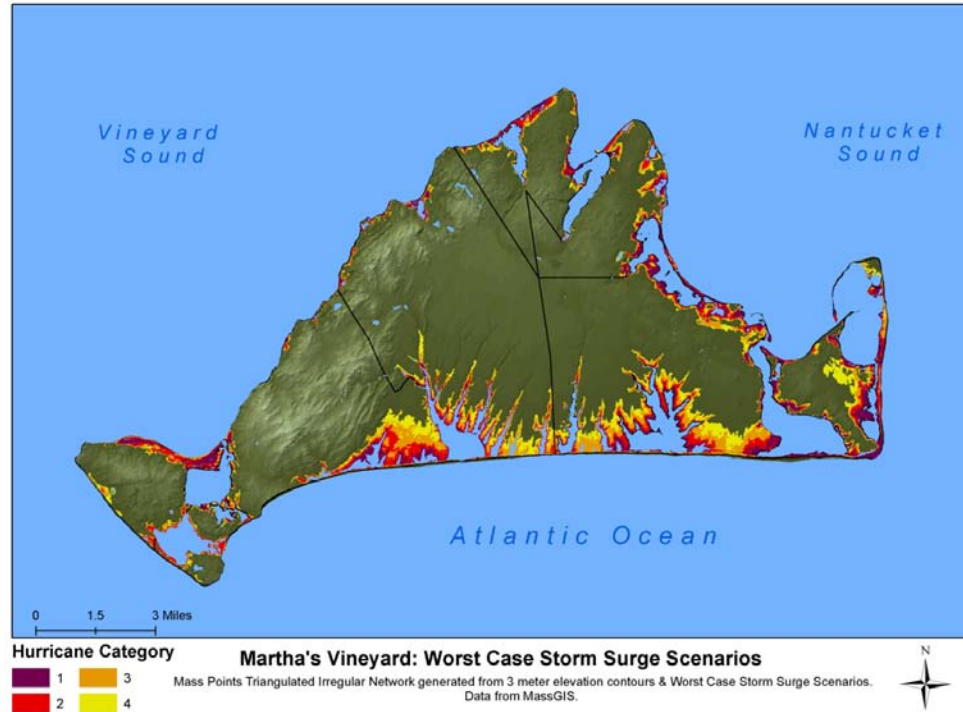 Vineyard
Sound
Nantucket
Sound
Atlantic Ocean
0 1.5 3 Miles
Hurricane Category
1 3
2 4
Martha's Vineyard: Worst Case Storm Surge Scenarios
Mass Points Triangulated Irregular Network generated from 3 meter elevation contours & Worst Case Storm Surge Scenarios.
Data from MassGIS.
N